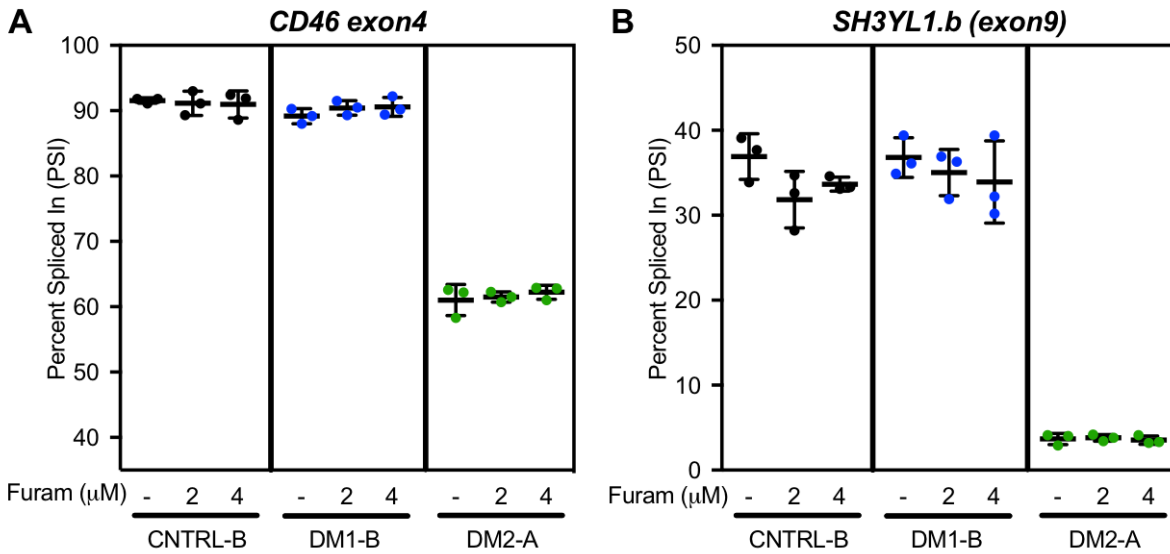 A
CD46 exon4
Percent Spliced In (PSI)
100
90
80
70
60
50
40
Furam (μM) - 2 4 - 2 4 - 2 4
CNTRL-B DM1-B DM2-A
B
SH3YL1.b (exon9)
Percent Spliced In (PSI)
50
40
30
20
10
0
Furam (μM) - 2 4 - 2 4 - 2 4
CNTRL-B DM1-B DM2-A